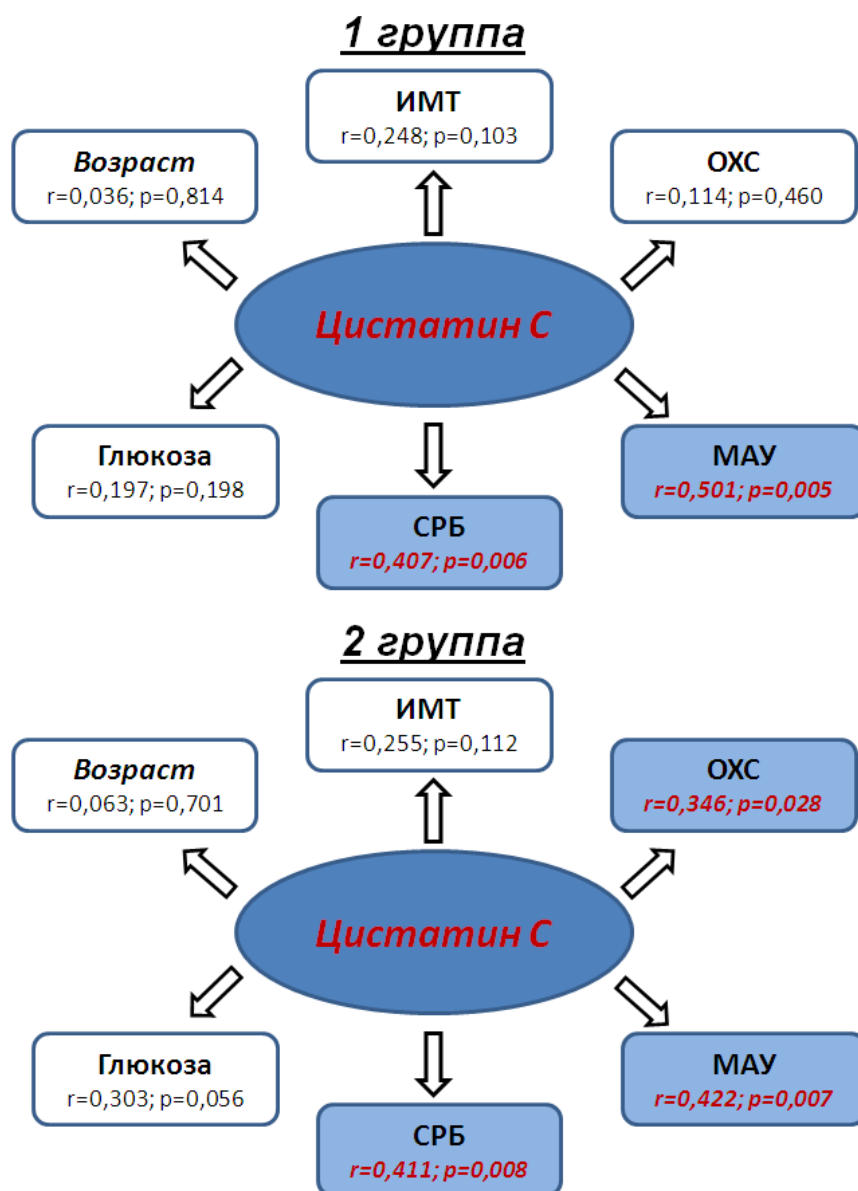 1 группа
ИМТ
r=0,248; p=0,103
Возраст
r=0,036; p=0,814
ОХС
r=0,114; p=0,460
Цистатин С
Глюкоза
r=0,197; p=0,198
МАУ
r=0,501; p=0,005
СРБ
r=0,407; p=0,006
2 группа
ИМТ
r=0,255; p=0,112
Возраст
r=0,063; p=0,701
ОХС
r=0,346; p=0,028
Цистатин С
Глюкоза
r=0,303; p=0,056
МАУ
r=0,422; p=0,007
СРБ
r=0,411; p=0,008